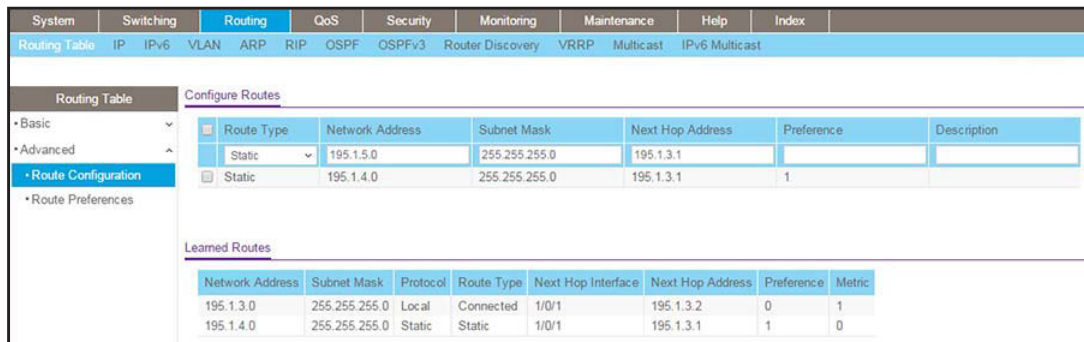 System Switching Routing QoS Security Monitoring Maintenance Help Index
Routing Table IP IPv6 VLAN ARP RIP OSPF OSPFv3 Router Discovery VRRP Multicast IPv6 Multicast
Routing Table
• Basic
• Advanced
• Route Configuration
• Route Preferences
Configure Routes
Route Type Network Address Subnet Mask Next Hop Address Preference Description
Static 195.1.5.0 255.255.255.0 195.1.3.1
Static 195.1.4.0 255.255.255.0 195.1.3.1 1
Learned Routes
Network Address Subnet Mask Protocol Route Type Next Hop Interface Next Hop Address Preference Metric
195.1.3.0 255.255.255.0 Local Connected 1/0/1 195.1.3.2 0 1
195.1.4.0 255.255.255.0 Static Static 1/0/1 195.1.3.1 1 0